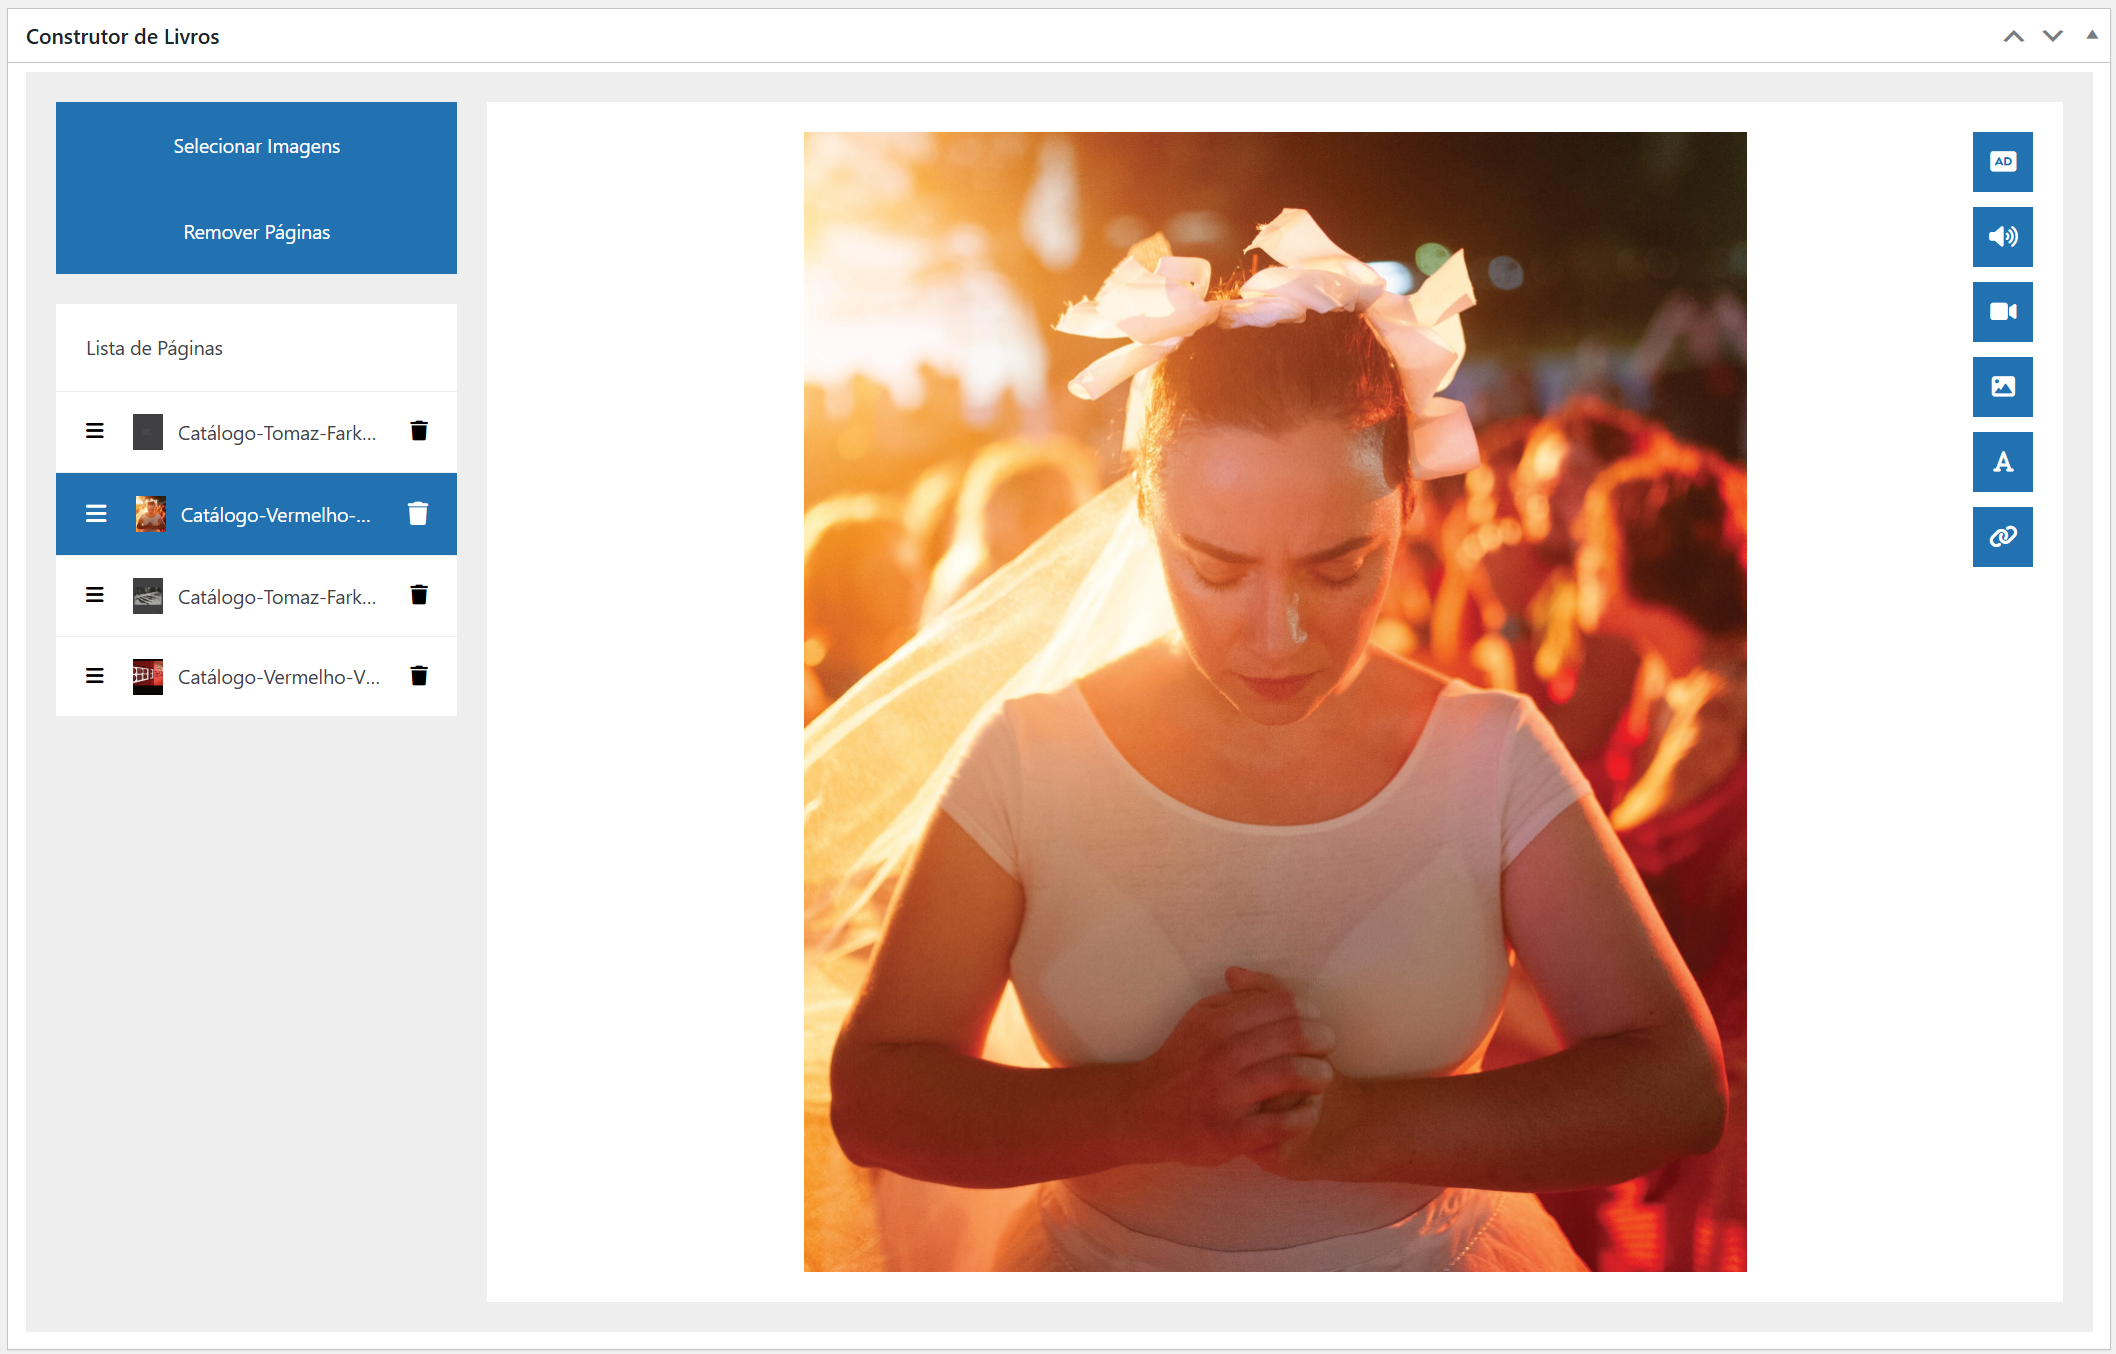 Construtor de Livros
Selecionar Imagens
Remover Páginas
Lista de Páginas
Catálogo-Tomaz-Fark...
Catálogo-Vermelho-...
Catálogo-Tomaz-Fark...
Catálogo-Vermelho-V...
AD
A